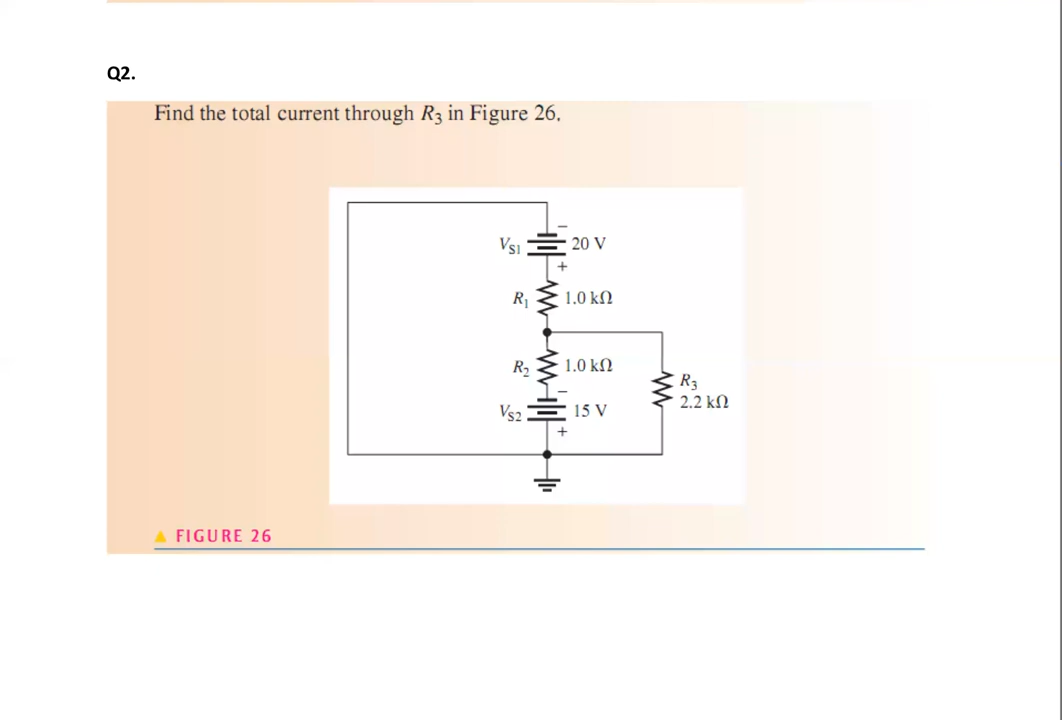 Q2.
Find the total current through R3 in Figure 26.
−
VS1 20 V
+
R1 1.0 kΩ
R2 1.0 kΩ
−
R3
VS2 15 V
2.2 kΩ
+
▲ FIGURE 26